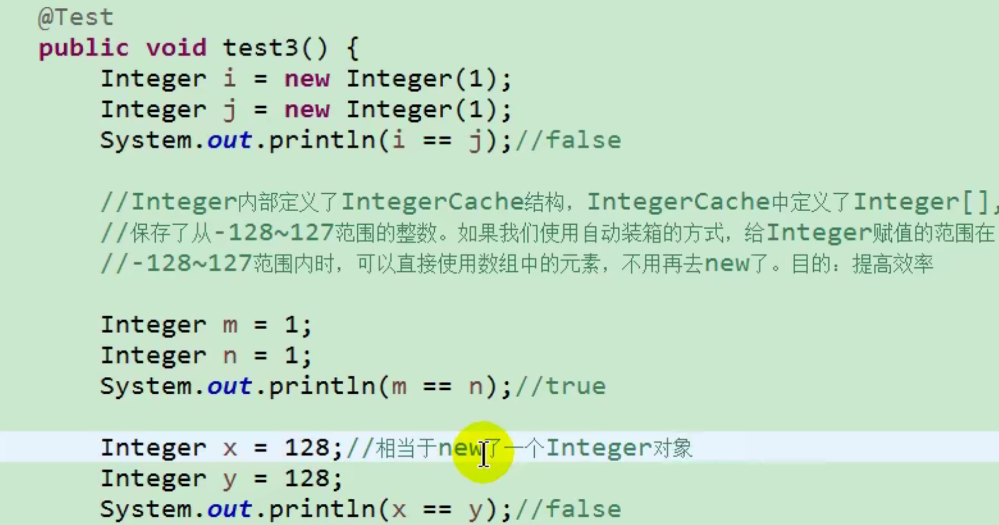 @Test
public void test3() {
Integer i = new Integer(1);
Integer j = new Integer(1);
System.out.println(i == j);//false
//Integer内部定义了IntegerCache结构，IntegerCache中定义了Integer[],
//保存了从-128~127范围的整数。如果我们使用自动装箱的方式，给Integer赋值的范围在
//-128~127范围内时，可以直接使用数组中的元素，不用再去new了。目的：提高效率
Integer m = 1;
Integer n = 1;
System.out.println(m == n);//true
Integer x = 128;//相当于new了一个Integer对象
Integer y = 128;
System.out.println(x == y);//false